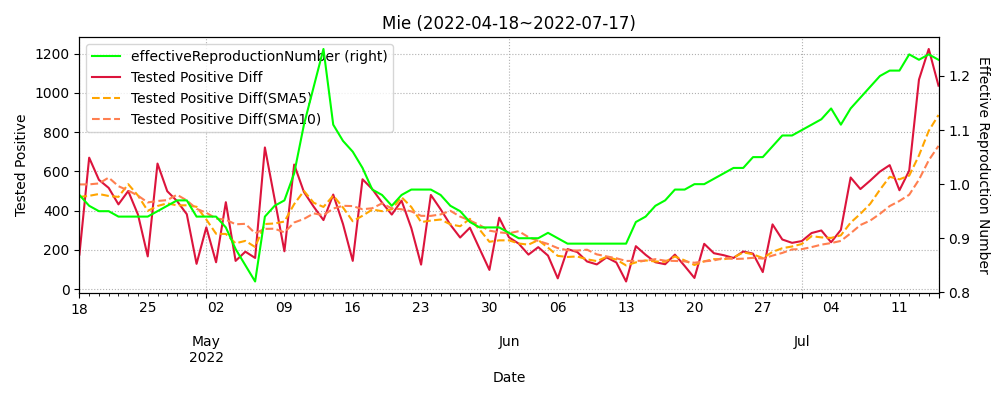 Mie (2022-04-18~2022-07-17)
effectiveReproductionNumber (right)
Tested Positive Diff
Tested Positive Diff(SMA5)
Tested Positive Diff(SMA10)
Tested Positive
1200
1000
800
600
400
200
0
Effective Reproduction Number
1.2
1.1
1.0
0.9
0.8
18 25 02 09 16 23 30 06 13 20 27 04 11
May Jun Jul
2022
Date